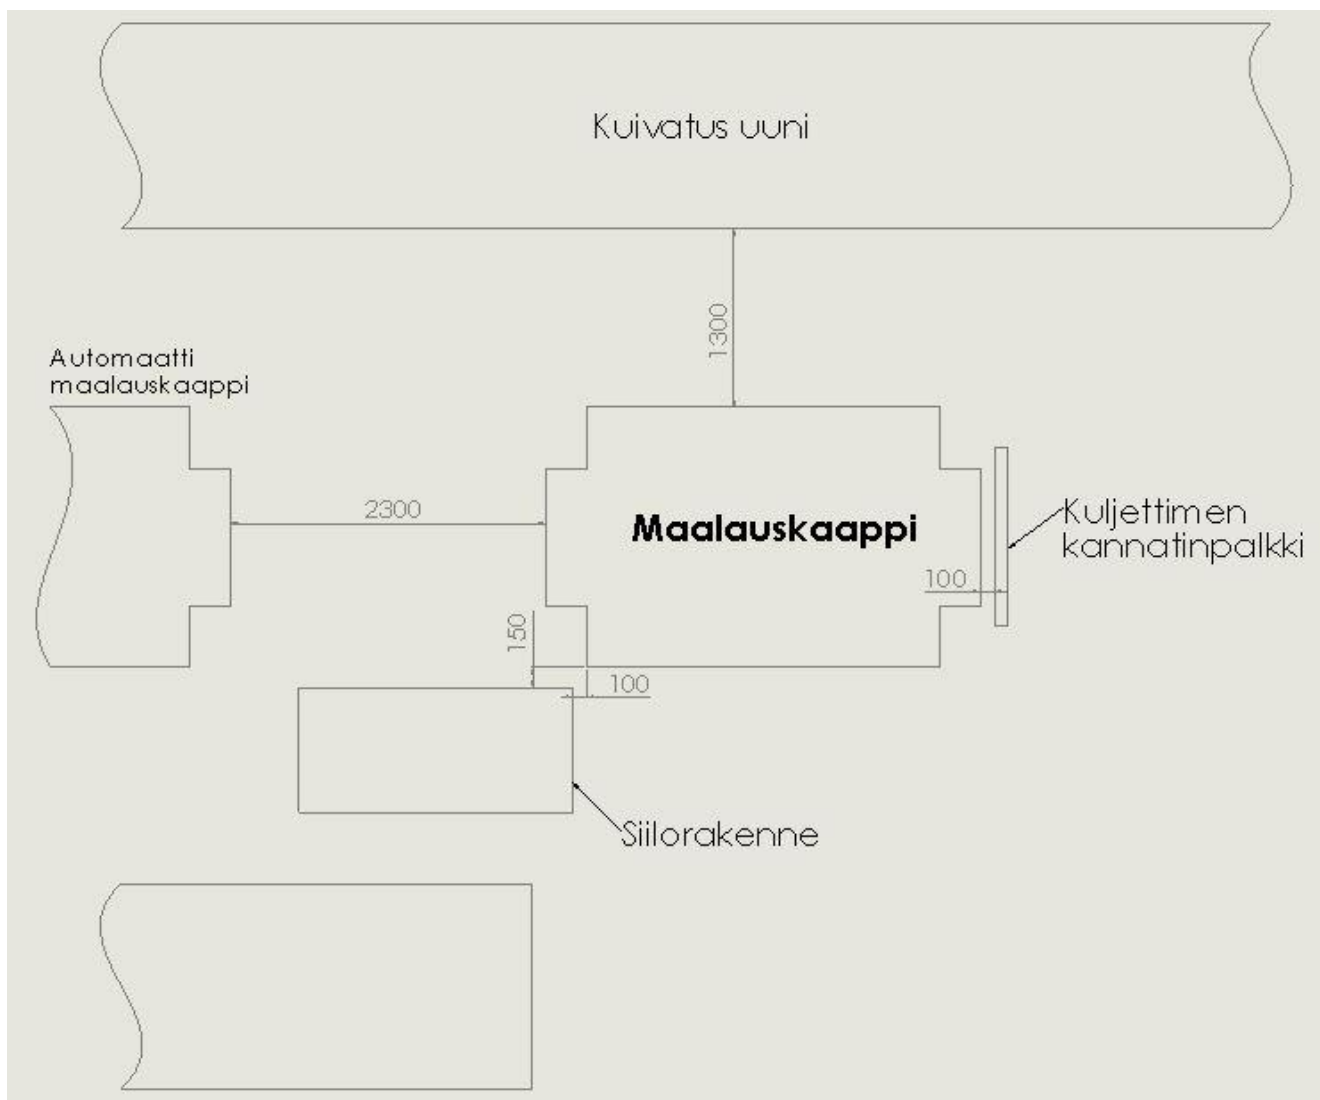 Kuivatus uuni
1300
Automaatti
maalauskaappi
2300
Maalauskaappi
Kuljettimen
kannatinpalkki
100
150
100
Siilorakenne